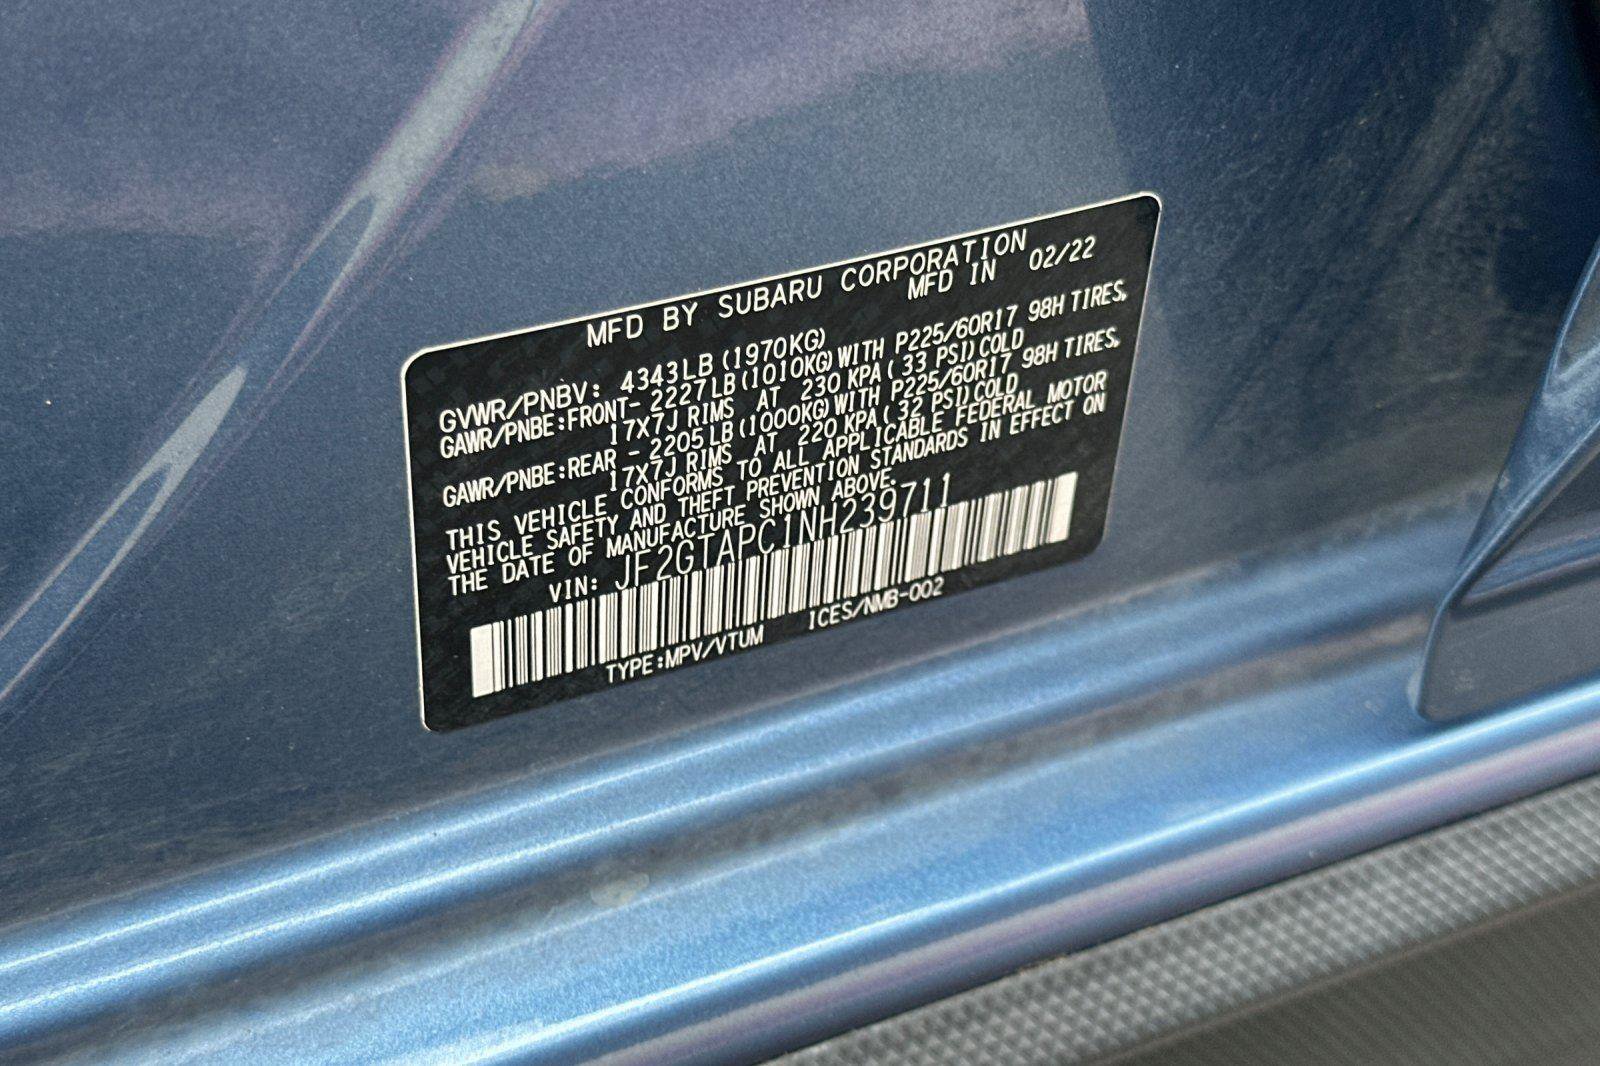 MFD BY SUBARU CORPORATION
MFD IN 02/22
GVWR/PNBV: 4343LB(1970KG)
GAWR/PNBE:FRONT- 2227LB(1010KG)WITH P225/60R17 98H TIRES,
17X7J RIMS AT 230 KPA(33 PSI)COLD
GAWR/PNBE:REAR - 2205LB(1000KG)WITH P225/60R17 98H TIRES,
17X7J RIMS AT 220 KPA(32 PSI)COLD
THIS VEHICLE CONFORMS TO ALL APPLICABLE FEDERAL MOTOR
VEHICLE SAFETY AND THEFT PREVENTION STANDARDS IN EFFECT ON
THE DATE OF MANUFACTURE SHOWN ABOVE.
VIN: JF2GTAPC1NH239711
TYPE:MPV/VTUM ICES/NMB-002